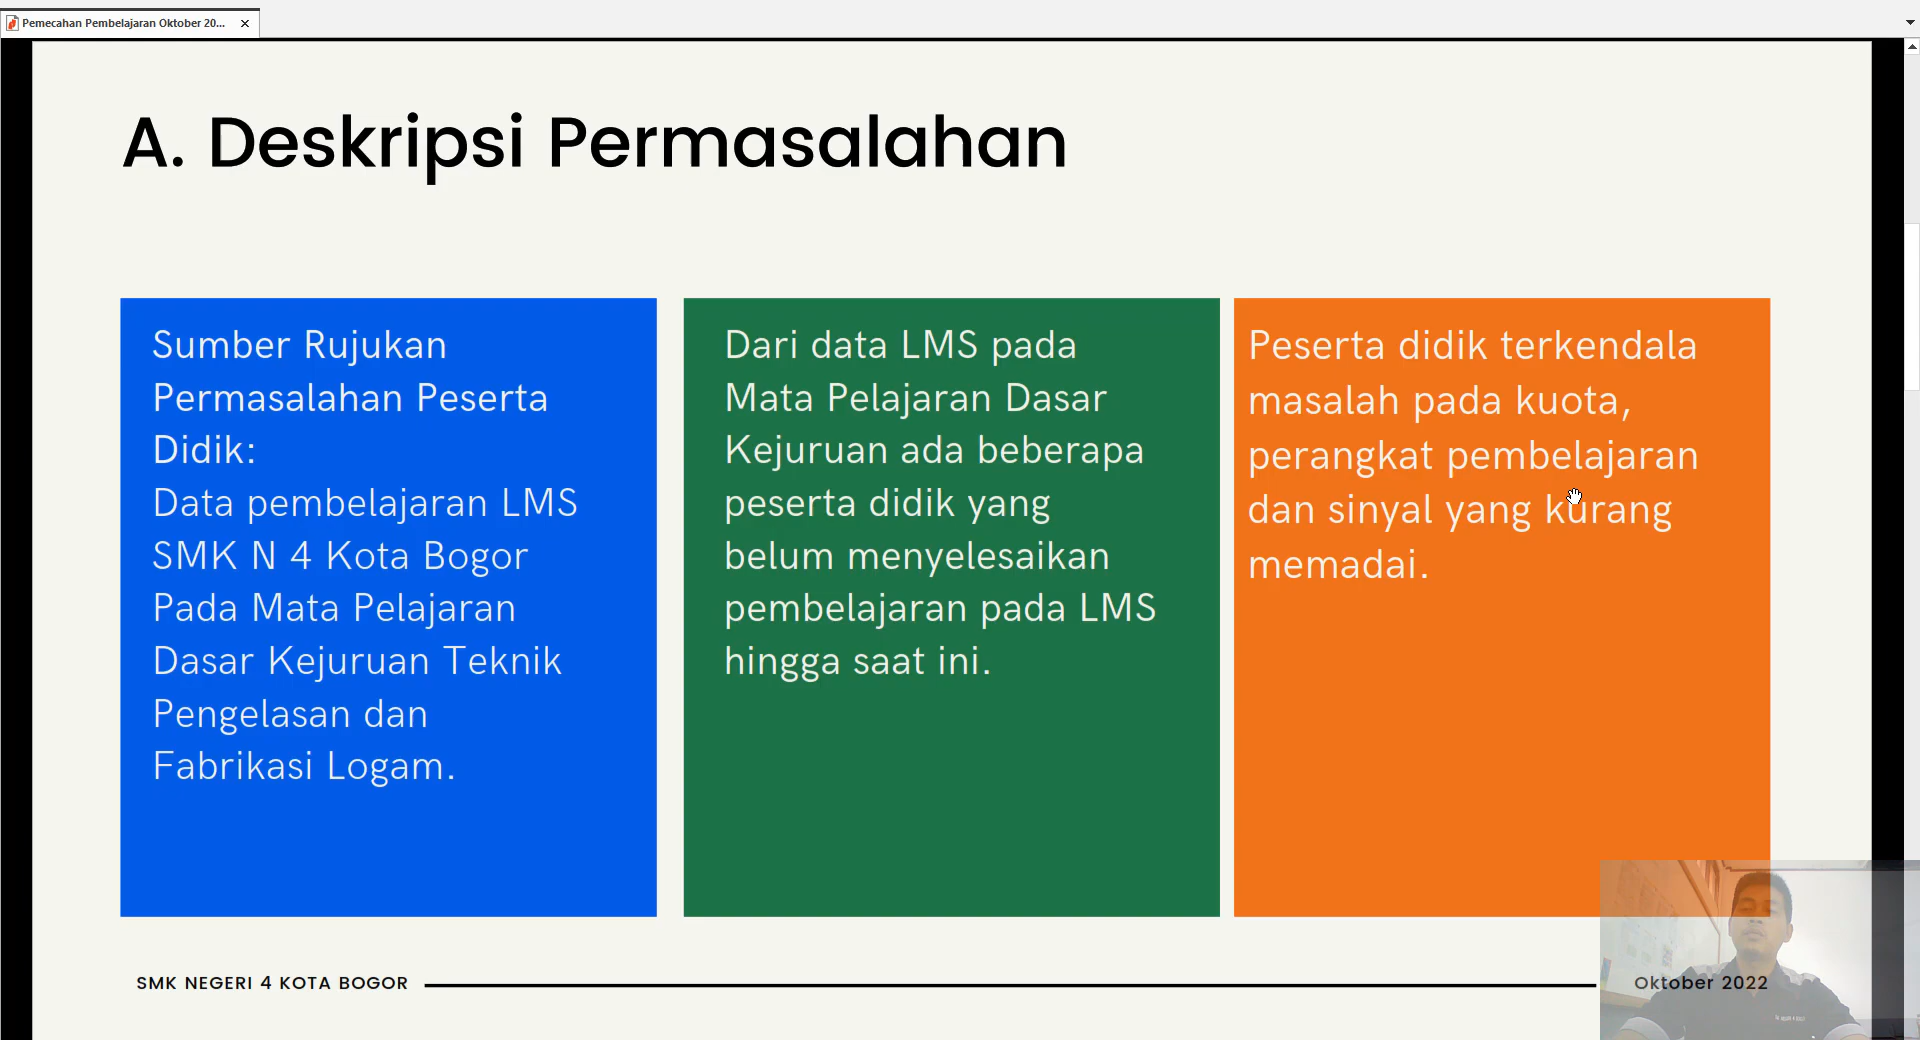 Pemecahan Pembelajaran Oktober 20...
A. Deskripsi Permasalahan
Sumber Rujukan
Permasalahan Peserta
Didik:
Data pembelajaran LMS
SMK N 4 Kota Bogor
Pada Mata Pelajaran
Dasar Kejuruan Teknik
Pengelasan dan
Fabrikasi Logam.
Dari data LMS pada
Mata Pelajaran Dasar
Kejuruan ada beberapa
peserta didik yang
belum menyelesaikan
pembelajaran pada LMS
hingga saat ini.
Peserta didik terkendala
masalah pada kuota,
perangkat pembelajaran
dan sinyal yang kurang
memadai.
SMK NEGERI 4 KOTA BOGOR
Oktober 2022